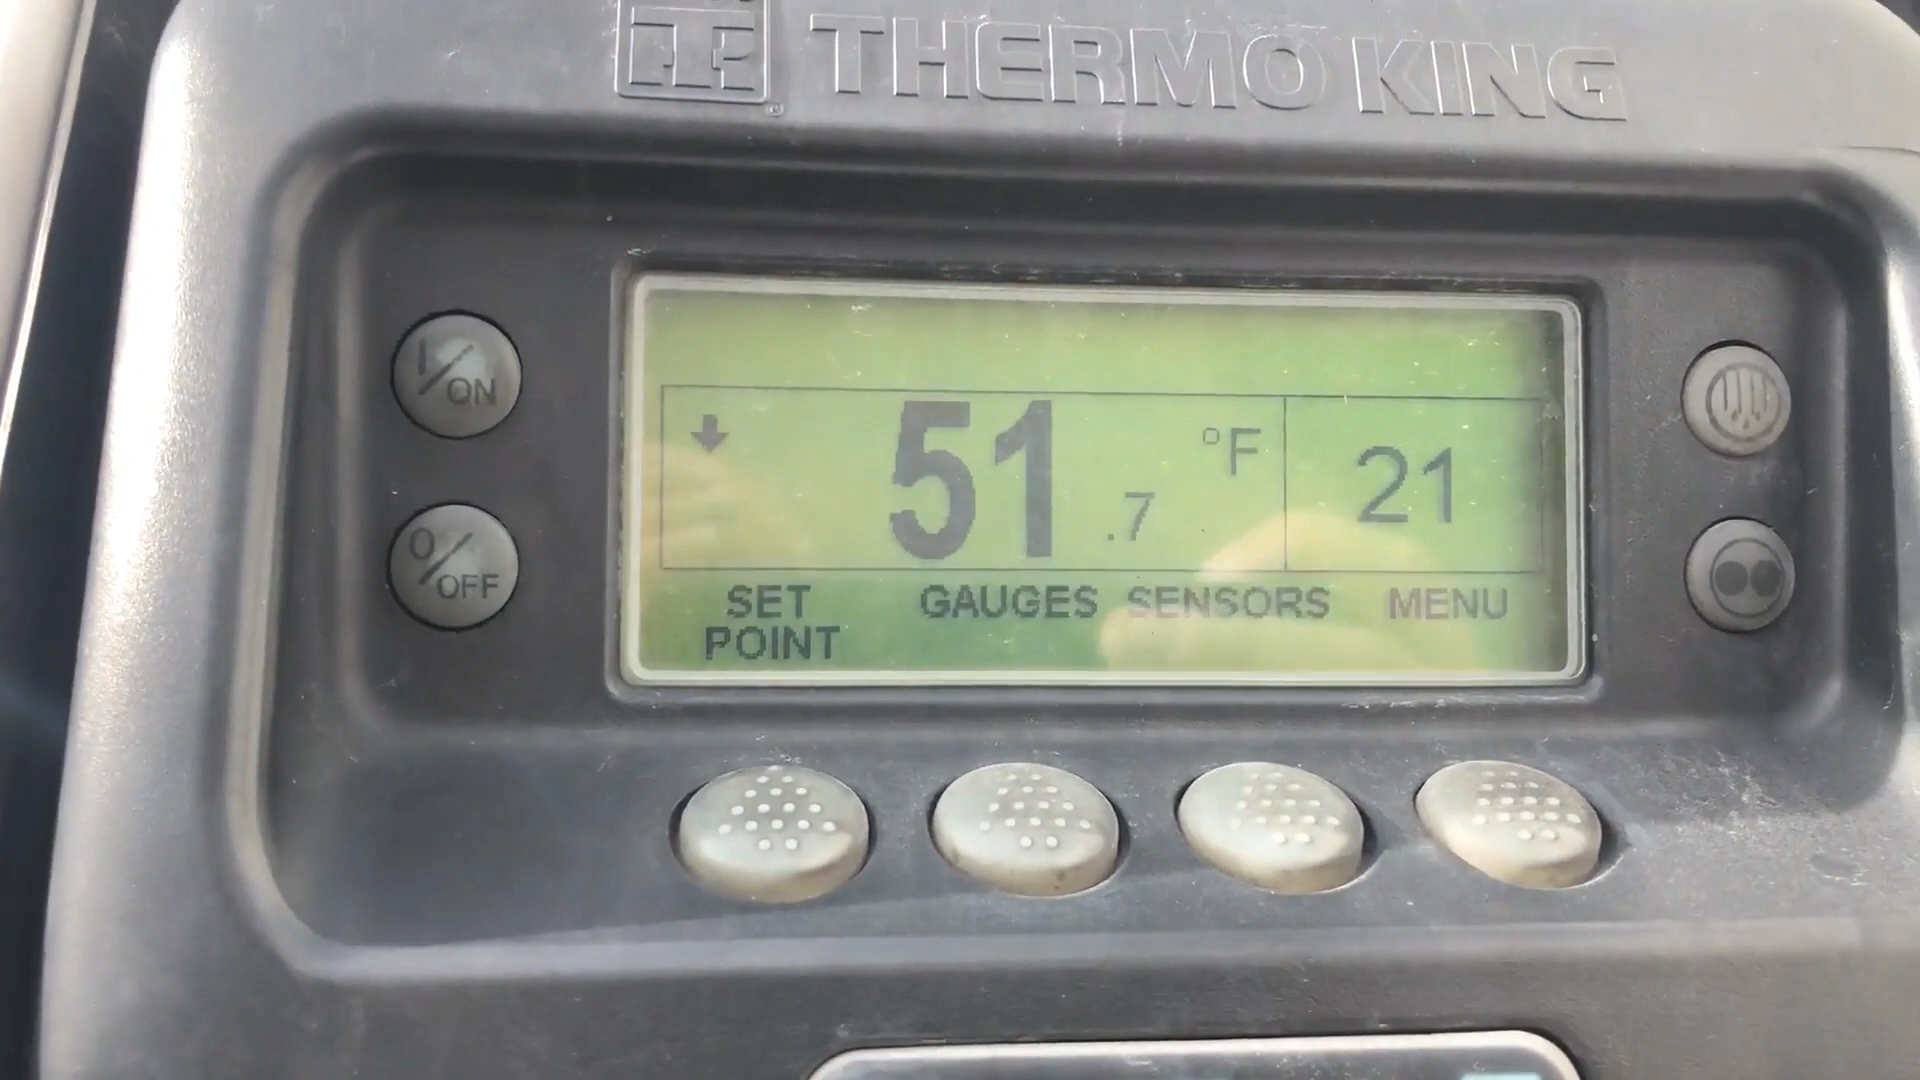 THERMO KING
I/ON
51.7 °F 21
O/OFF
SET POINT GAUGES SENSORS MENU